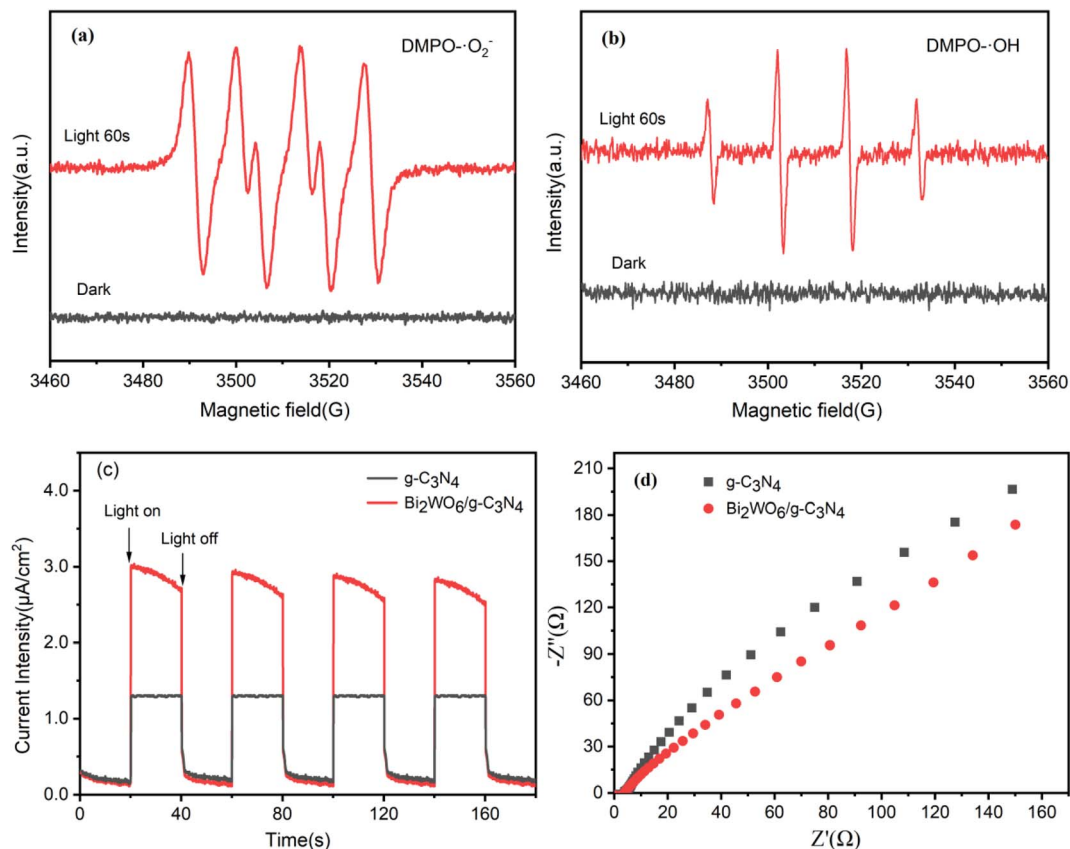 (a)
DMPO-·O₂⁻
Light 60s
Dark
Intensity(a.u.)
3460 3480 3500 3520 3540 3560
Magnetic field(G)
(b)
DMPO-·OH
Light 60s
Dark
Intensity(a.u.)
3460 3480 3500 3520 3540 3560
Magnetic field(G)
(c)
g-C₃N₄
Bi₂WO₆/g-C₃N₄
Light on
Light off
Current Intensity(μA/cm²)
4.0
3.0
2.0
1.0
0.0
0 40 80 120 160
Time(s)
(d)
g-C₃N₄
Bi₂WO₆/g-C₃N₄
-Z''(Ω)
210
180
150
120
90
60
30
0
0 20 40 60 80 100 120 140 160
Z'(Ω)